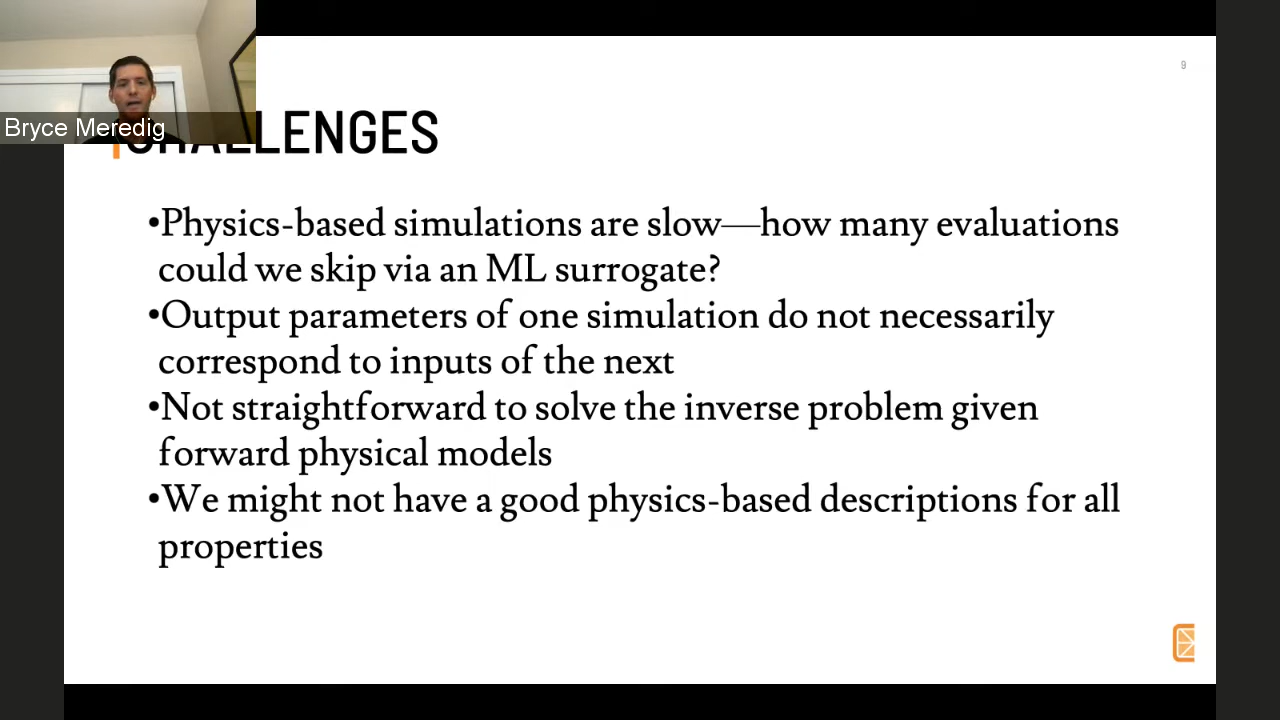 9
Bryce Meredig
CHALLENGES
•Physics-based simulations are slow—how many evaluations
could we skip via an ML surrogate?
•Output parameters of one simulation do not necessarily
correspond to inputs of the next
•Not straightforward to solve the inverse problem given
forward physical models
•We might not have a good physics-based descriptions for all
properties